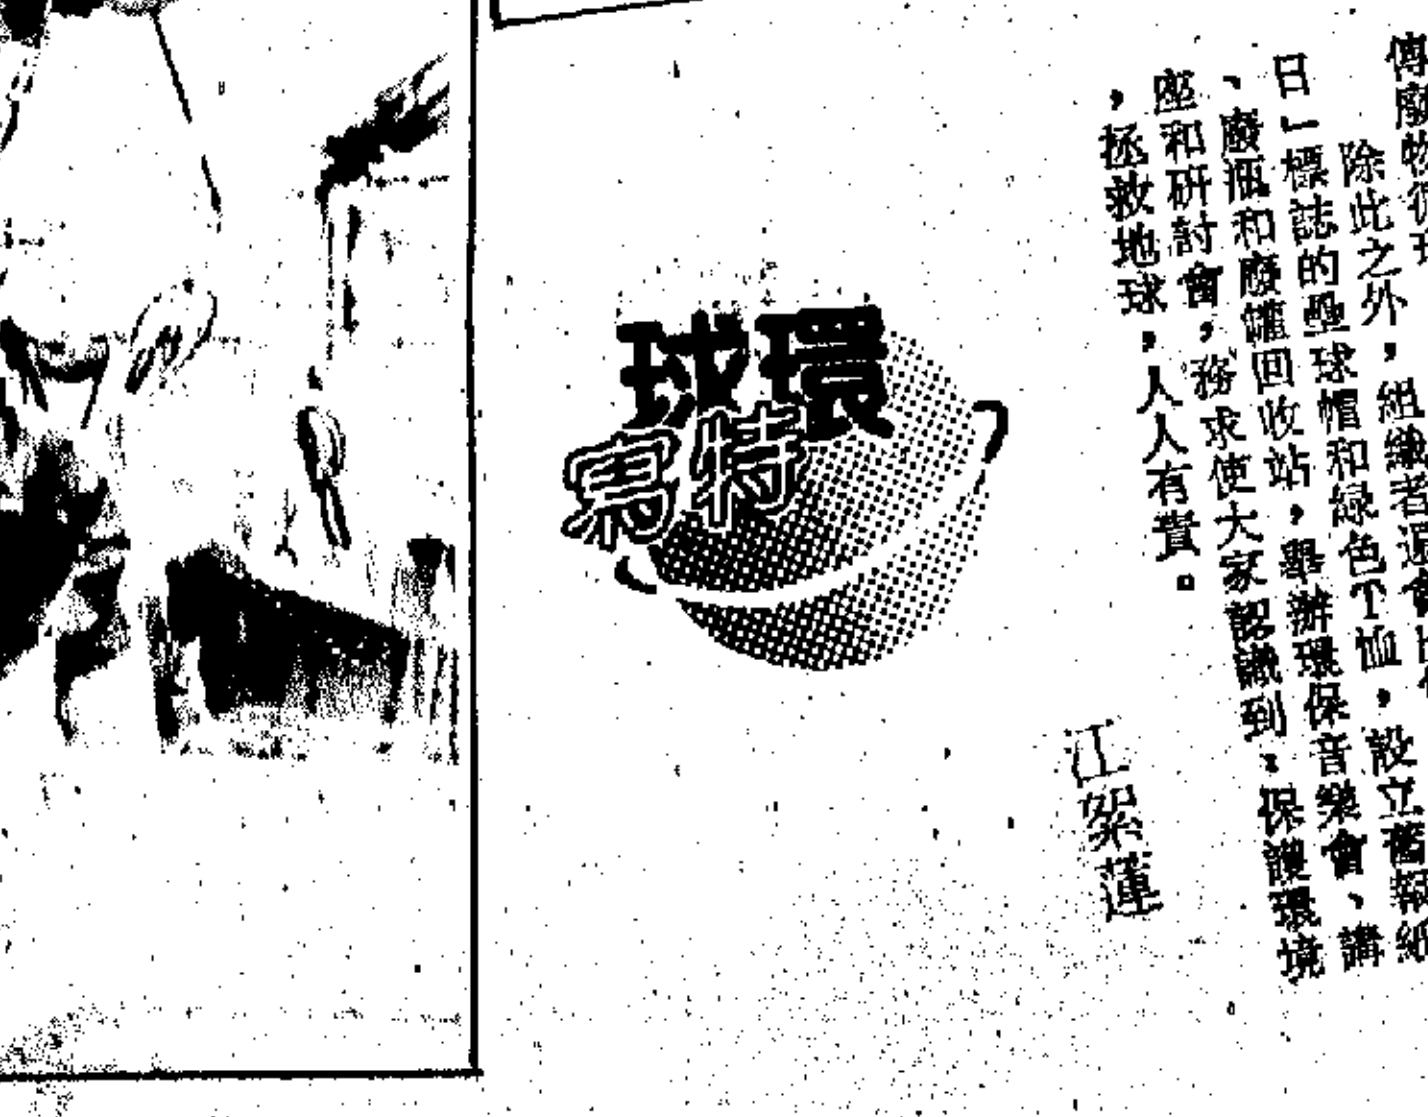 傳廢物循環
除此之外，組織者還會出
日」標誌的壘球帽和綠色T恤，設立舊報紙
、廢瓶和廢罐回收站，舉辦環保音樂會、講
座和研討會，務求使大家認識到：保護環境
，拯救地球，人人有責。
江絮蓮
環球
特寫